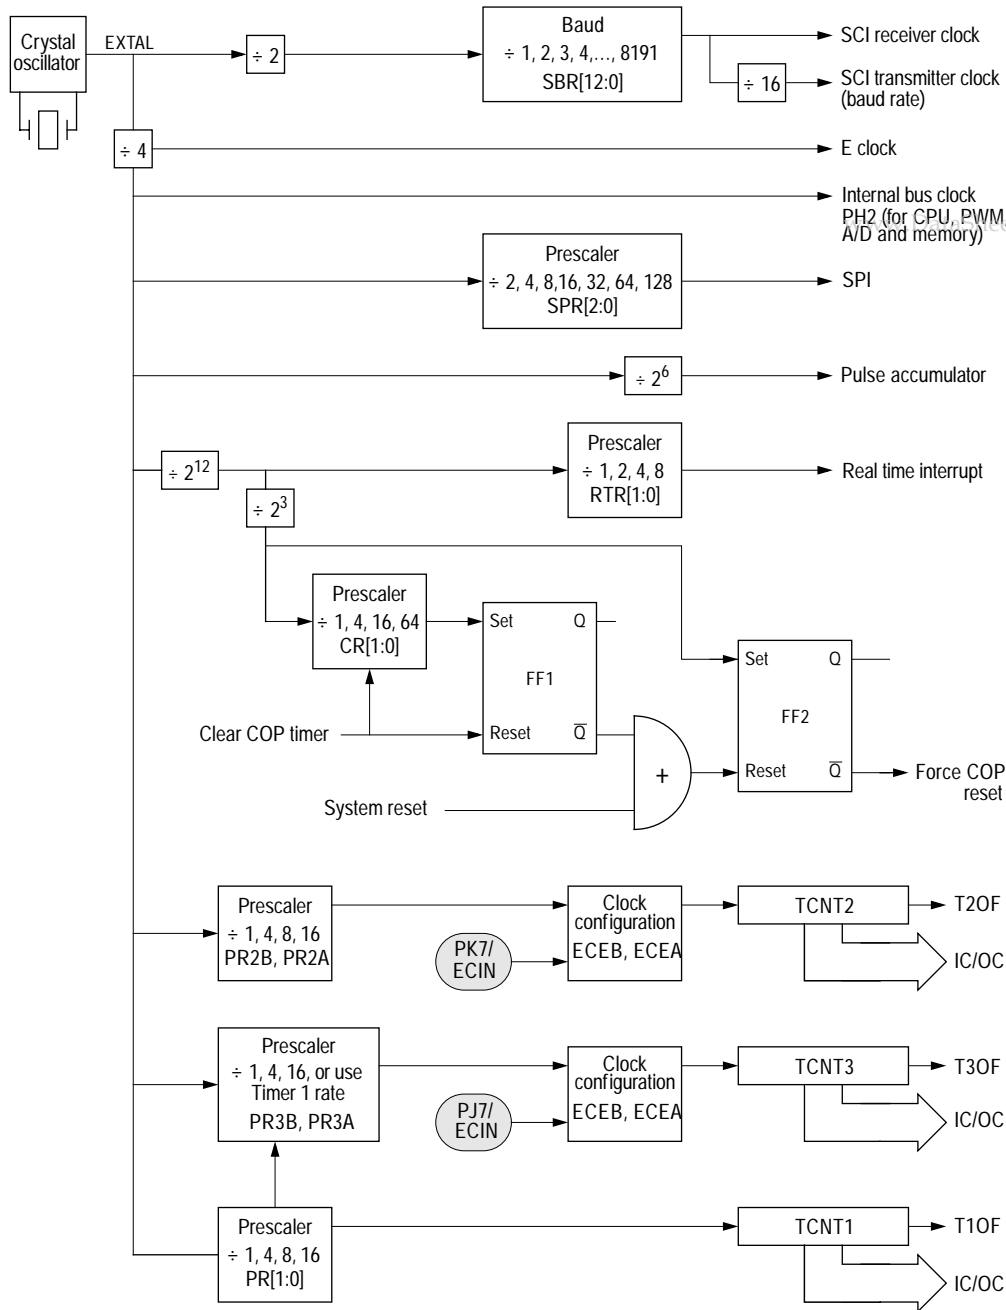 Crystal
oscillator
EXTAL
÷ 2
Baud
÷ 1, 2, 3, 4,…, 8191
SBR[12:0]
SCI receiver clock
÷ 16
SCI transmitter clock
(baud rate)
÷ 4
E clock
Internal bus clock
PH2 (for CPU, PWM,
A/D and memory)
Prescaler
÷ 2, 4, 8,16, 32, 64, 128
SPR[2:0]
SPI
÷ 2⁶
Pulse accumulator
÷ 2¹²
Prescaler
÷ 1, 2, 4, 8
RTR[1:0]
Real time interrupt
÷ 2³
Prescaler
÷ 1, 4, 16, 64
CR[1:0]
Set Q
FF1
Reset Q̅
Set Q
FF2
Reset Q̅
Clear COP timer
+
Force COP
reset
System reset
Prescaler
÷ 1, 4, 8, 16
PR2B, PR2A
PK7/
ECIN
Clock
configuration
ECEB, ECEA
TCNT2
T2OF
IC/OC
Prescaler
÷ 1, 4, 16, or use
Timer 1 rate
PR3B, PR3A
PJ7/
ECIN
Clock
configuration
ECEB, ECEA
TCNT3
T3OF
IC/OC
Prescaler
÷ 1, 4, 8, 16
PR[1:0]
TCNT1
T1OF
IC/OC